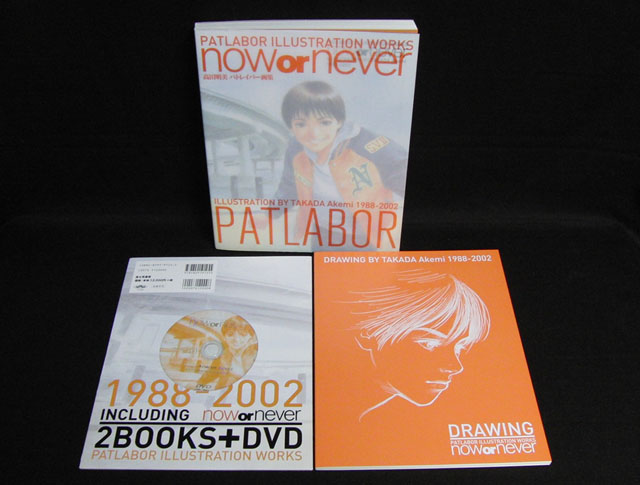 PATLABOR ILLUSTRATION WORKS
now or never
高田明美 パトレイバー画集
N
ILLUSTRATION BY TAKADA Akemi 1988-2002
PATLABOR
1988 2002
INCLUDING now or never
2BOOKS+DVD
PATLABOR ILLUSTRATION WORKS
DRAWING BY TAKADA Akemi 1988-2002
DRAWING
PATLABOR ILLUSTRATION WORKS
now or never